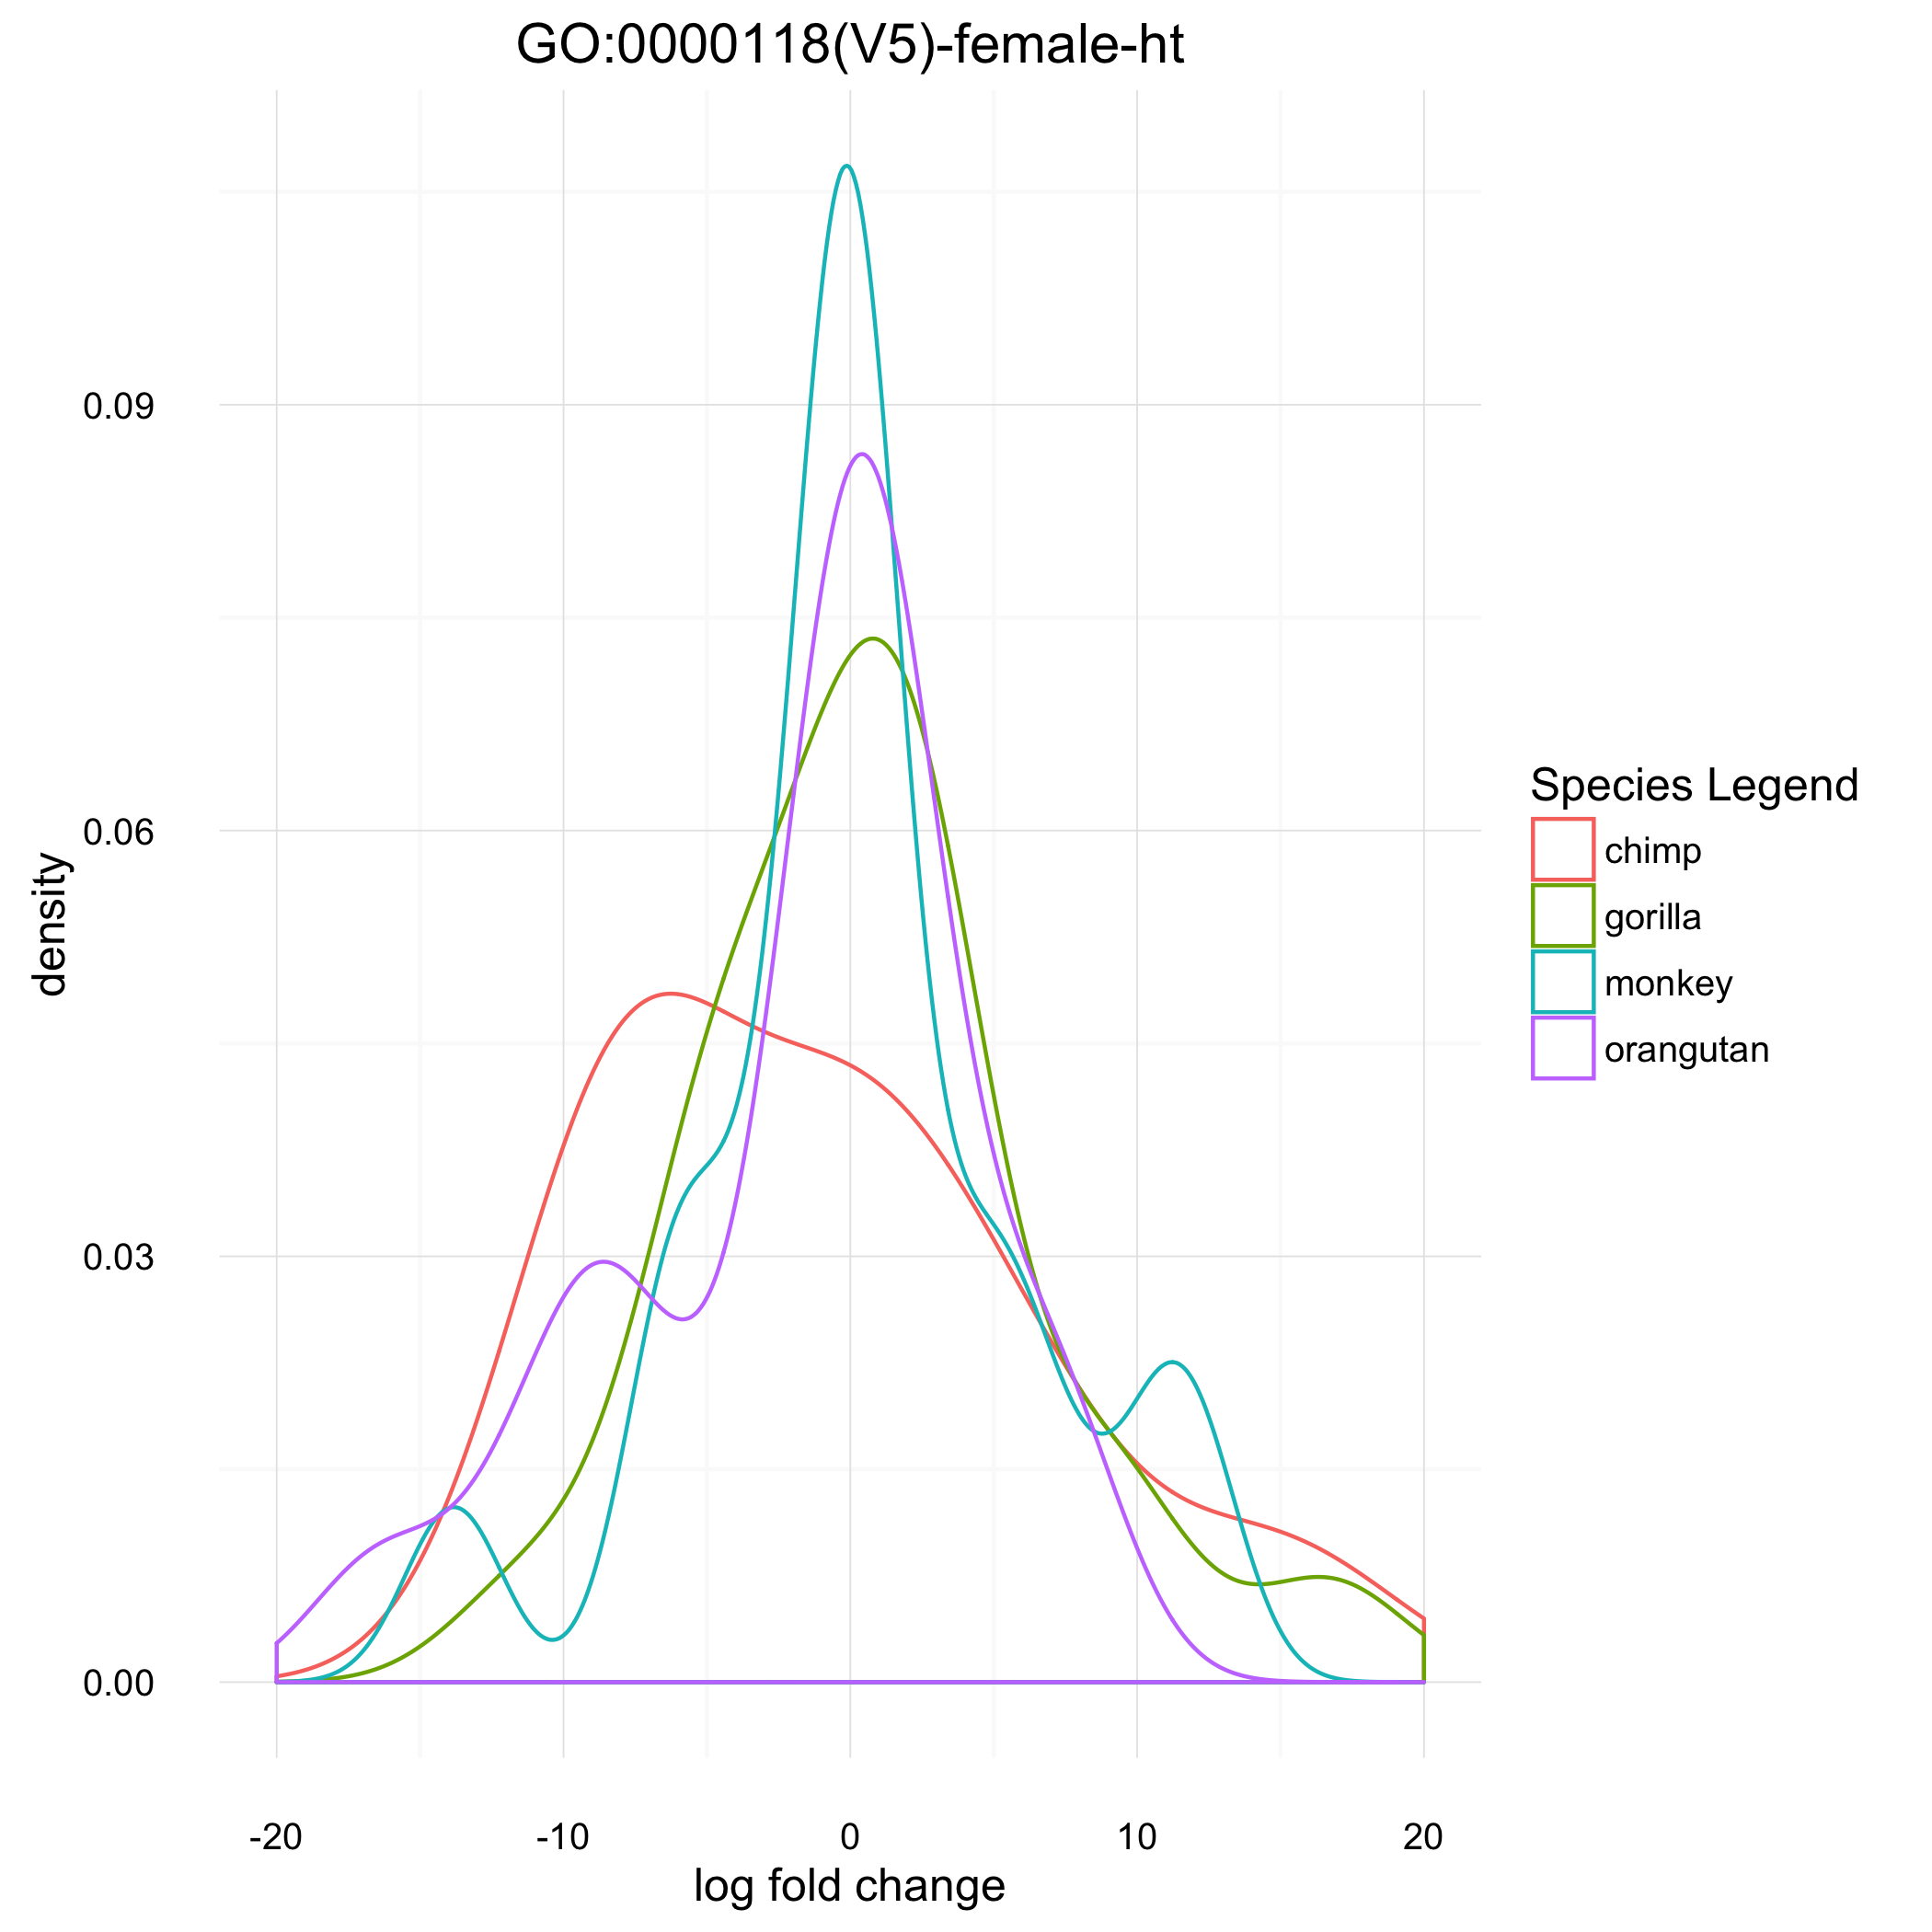 GO:0000118(V5)-female-ht
0.09
0.06
0.03
0.00
density
-20 -10 0 10 20
log fold change
Species Legend
chimp
gorilla
monkey
orangutan